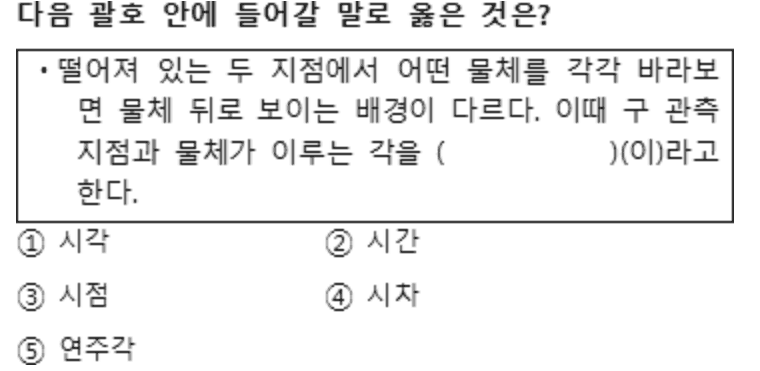 다음 괄호 안에 들어갈 말로 옳은 것은?
• 떨어져 있는 두 지점에서 어떤 물체를 각각 바라보
면 물체 뒤로 보이는 배경이 다르다. 이때 구 관측
지점과 물체가 이루는 각을 (          )(이)라고
한다.
① 시각 ② 시간
③ 시점 ④ 시차
⑤ 연주각